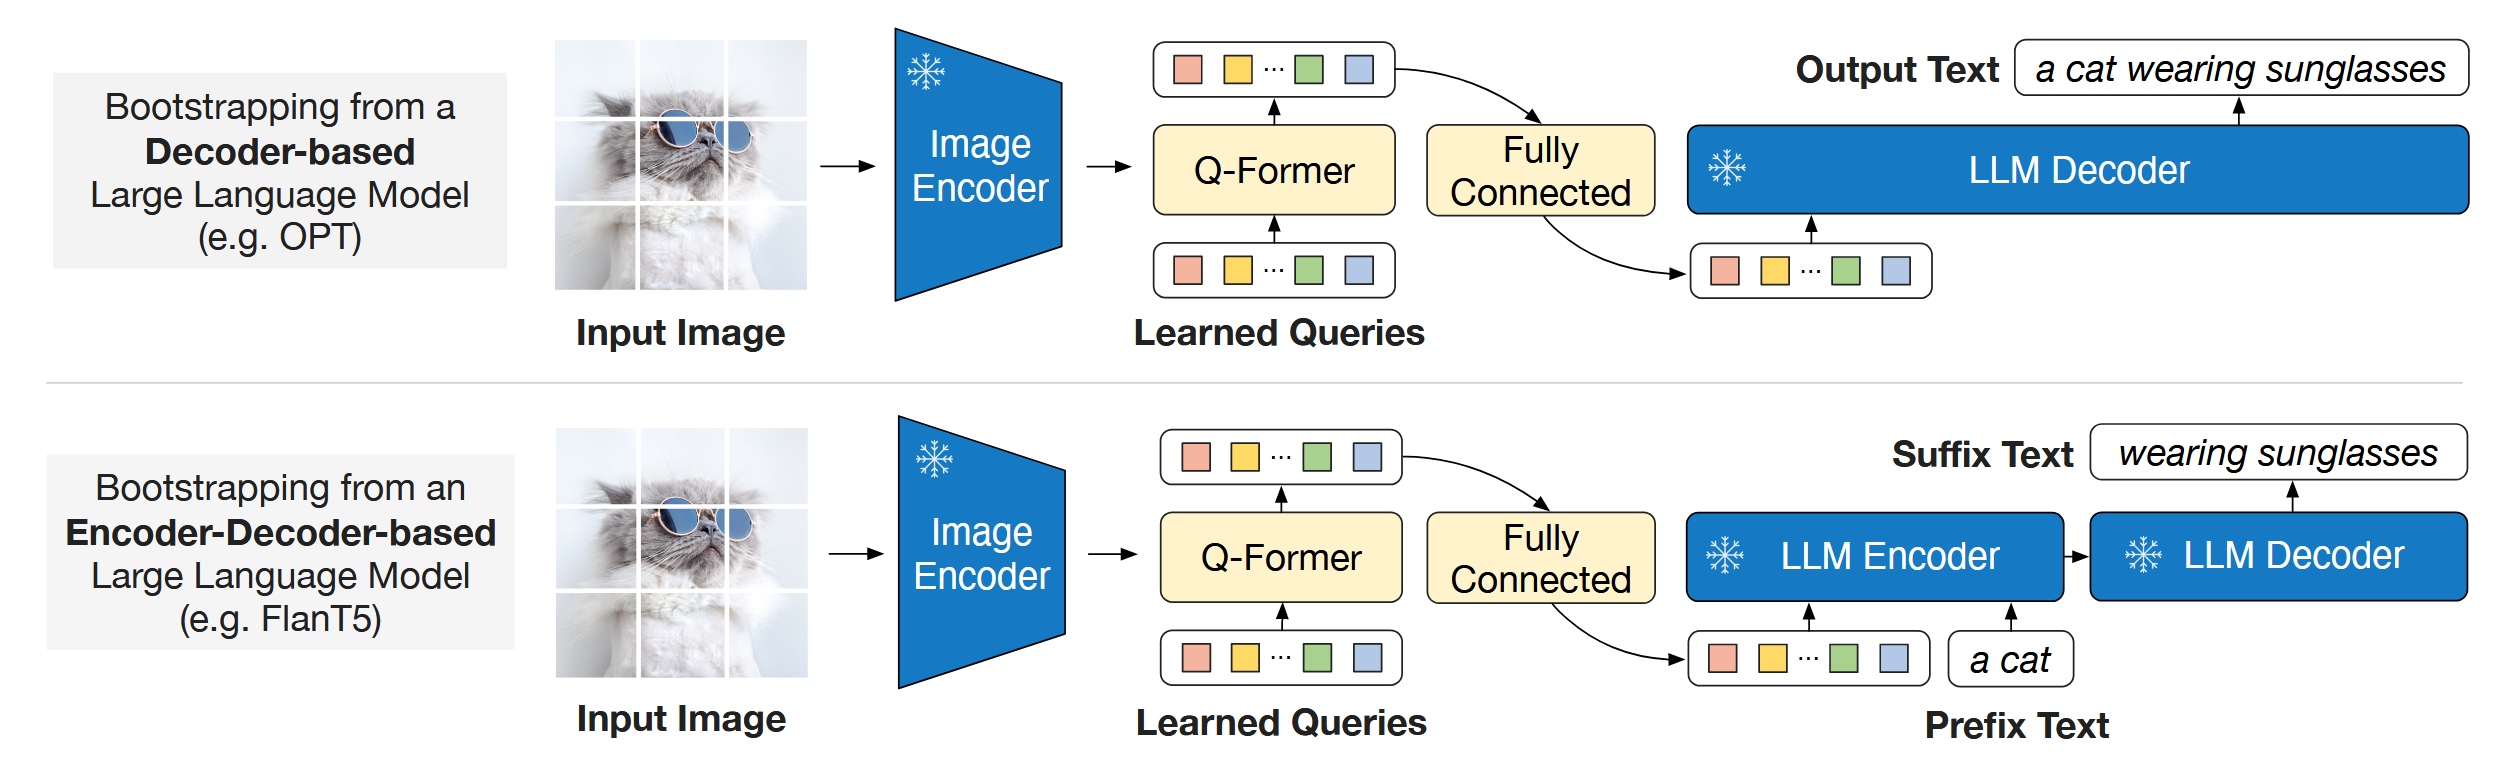 Bootstrapping from a
Decoder-based
Large Language Model
(e.g. OPT)
Input Image
Image
Encoder
Q-Former
Learned Queries
Fully
Connected
Output Text
a cat wearing sunglasses
LLM Decoder
Bootstrapping from an
Encoder-Decoder-based
Large Language Model
(e.g. FlanT5)
Input Image
Image
Encoder
Q-Former
Learned Queries
Fully
Connected
Suffix Text
wearing sunglasses
LLM Encoder
LLM Decoder
a cat
Prefix Text